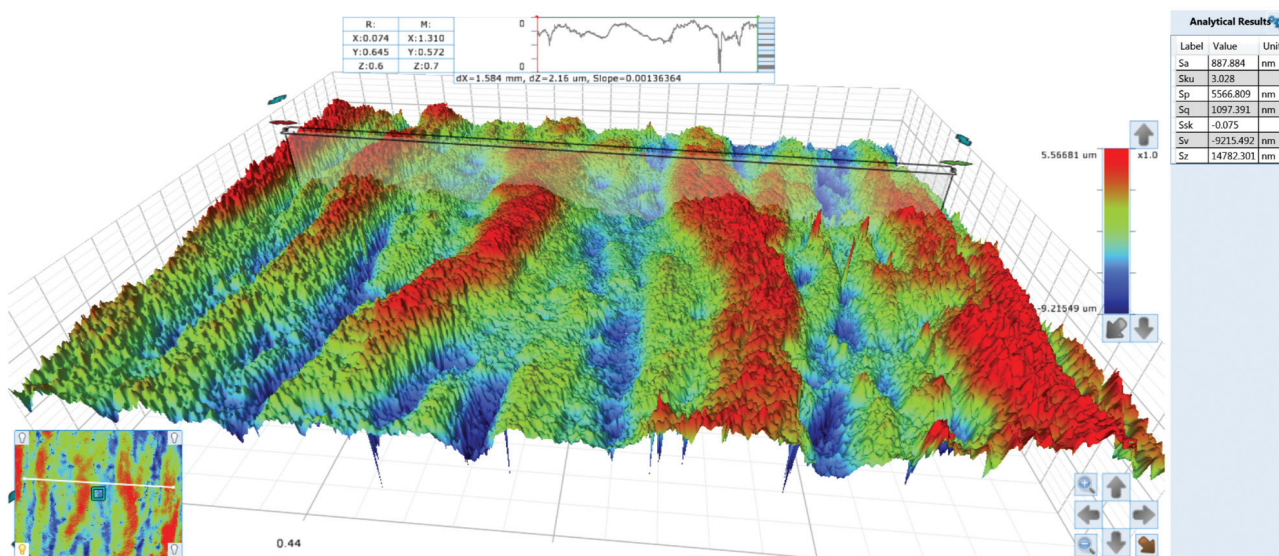 R: M:
X:0.074 X:1.310
Y:0.645 Y:0.572
Z:0.6 Z:0.7
0
0
dX=1.584 mm, dZ=2.16 um, Slope=0.00136364
Analytical Results
Label Value Uni
Sa 887.884 nm
Sku 3.028
Sp 5566.809 nm
Sq 1097.391 nm
Ssk -0.075
Sv -9215.492 nm
Sz 14782.301 nm
5.56681 um x1.0
-9.21549 um
0.44